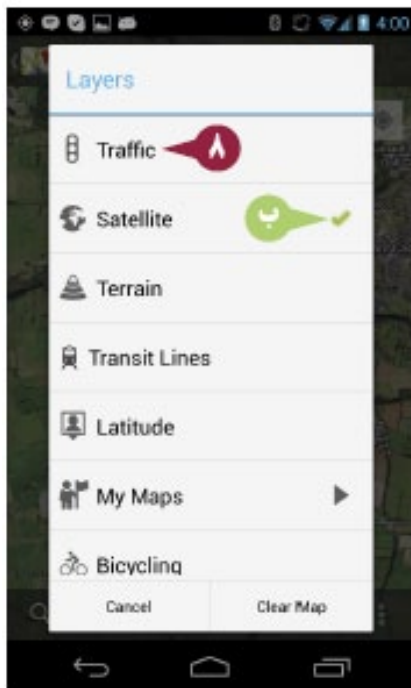 4:00
Layers
Traffic
Satellite
Terrain
Transit Lines
Latitude
My Maps
Bicycling
Cancel
Clear Map